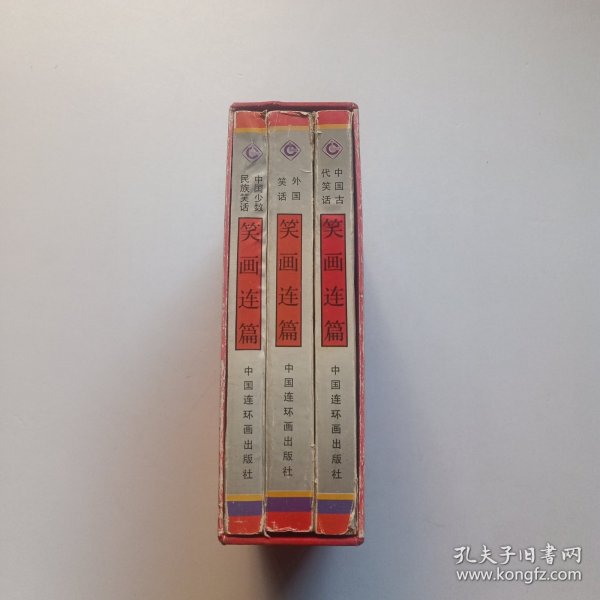 中国少数
民族笑话
笑画连篇
中国连环画出版社
外国
笑话
笑画连篇
中国连环画出版社
中国古
代笑话
笑画连篇
中国连环画出版社
孔夫子旧书网
www.kongfz.com